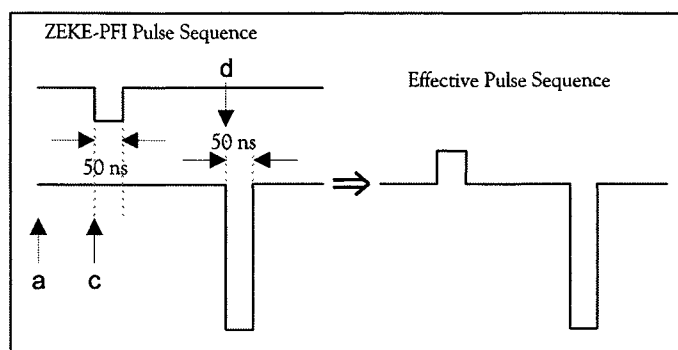 ZEKE-PFI Pulse Sequence
d
Effective Pulse Sequence
50 ns
50 ns
a
c